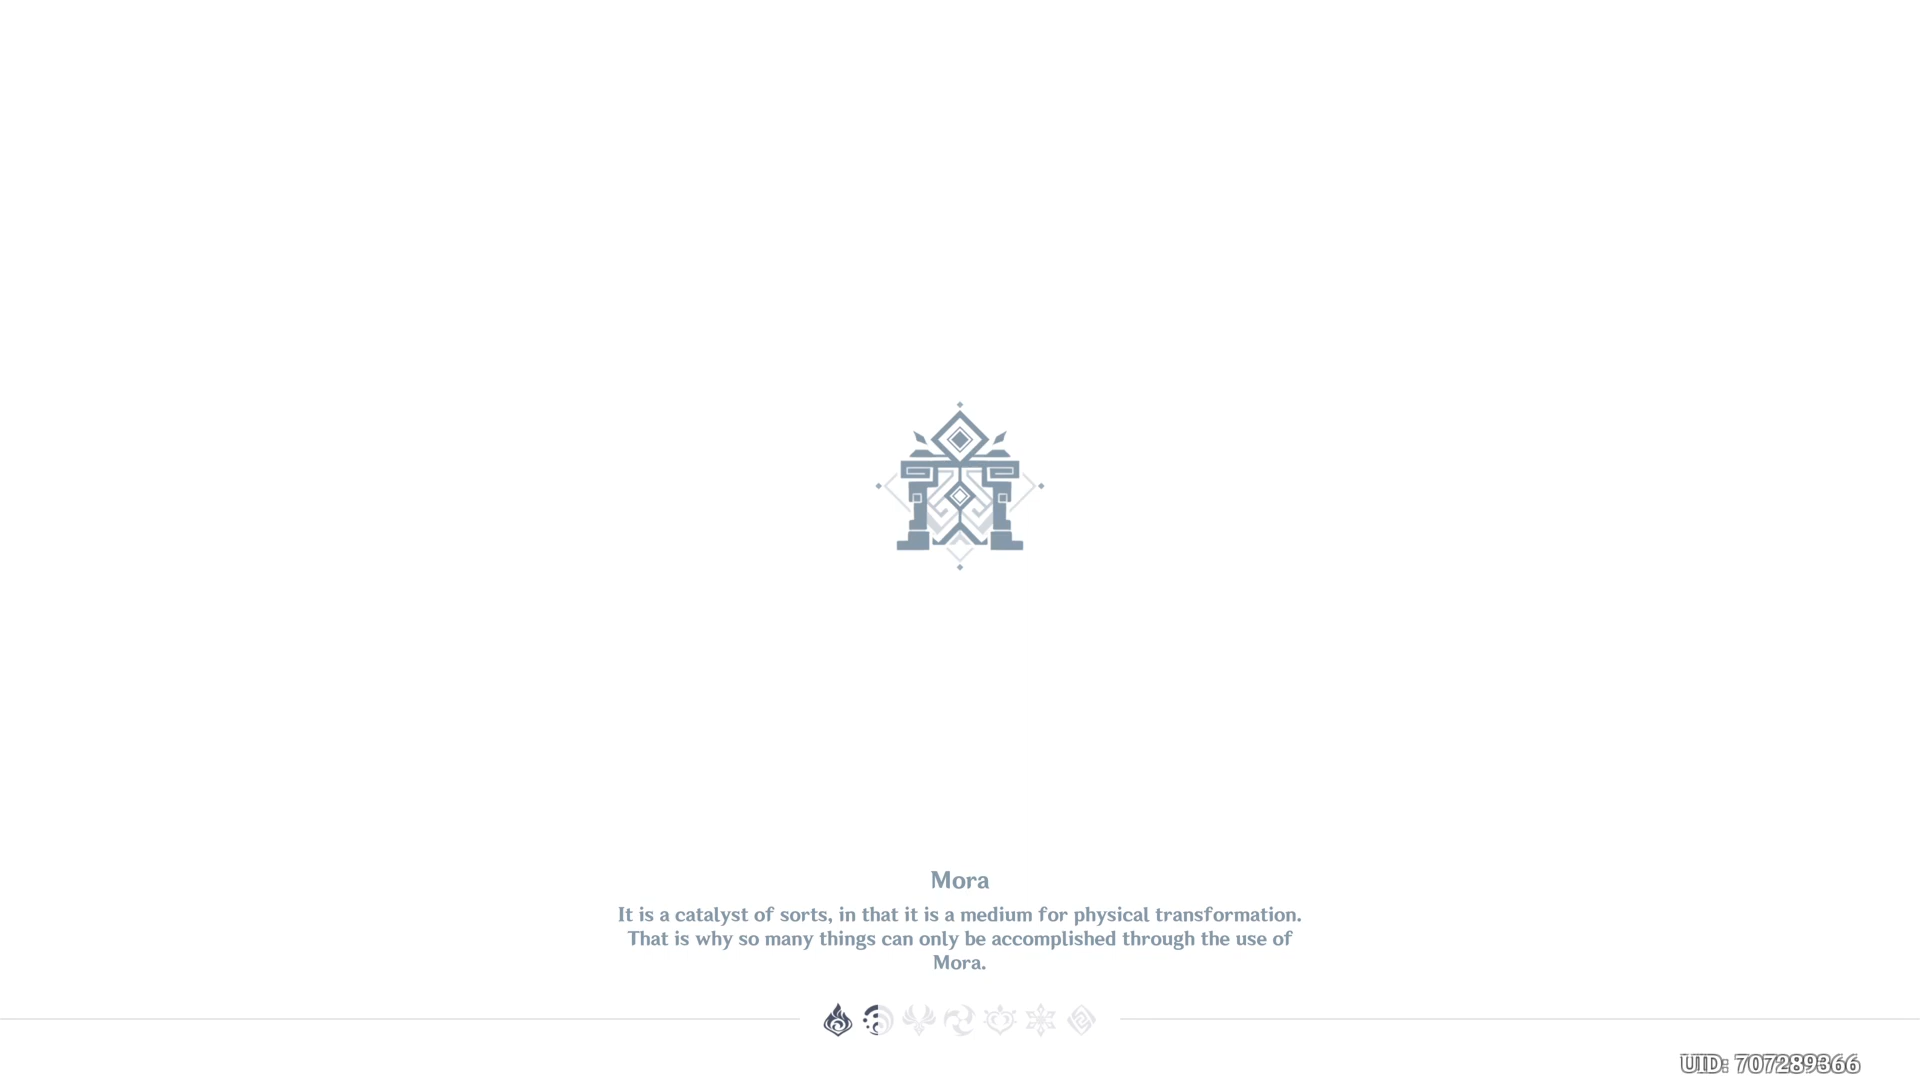 Mora
It is a catalyst of sorts, in that it is a medium for physical transformation.
That is why so many things can only be accomplished through the use of
Mora.
UID: 707289366